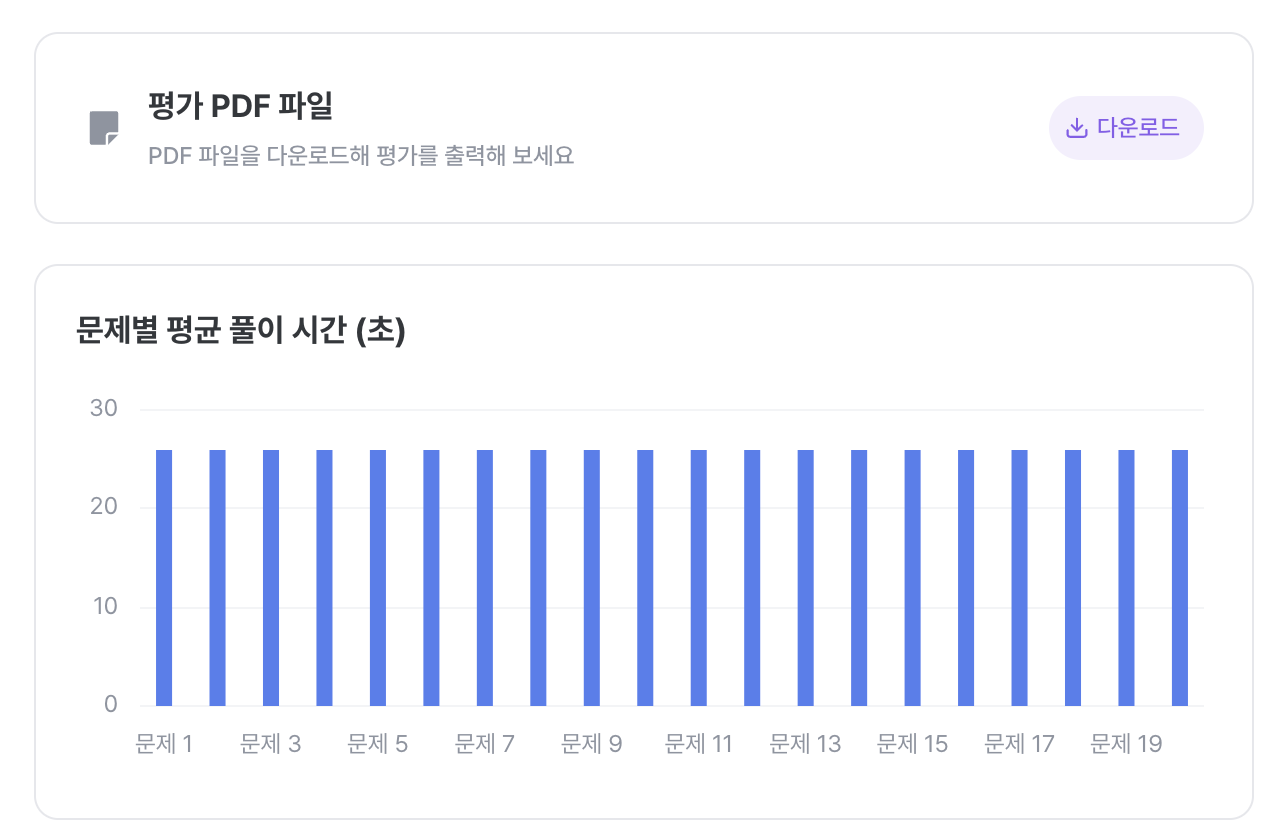 평가 PDF 파일
PDF 파일을 다운로드해 평가를 출력해 보세요
다운로드
문제별 평균 풀이 시간 (초)
30
20
10
0
문제 1 문제 3 문제 5 문제 7 문제 9 문제 11 문제 13 문제 15 문제 17 문제 19